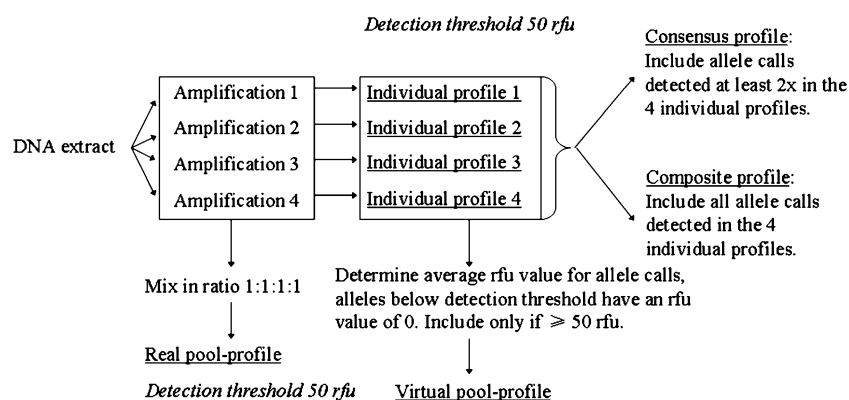 Detection threshold 50 rfu
Consensus profile:
Include allele calls
detected at least 2x in the
4 individual profiles.
DNA extract
Amplification 1
Amplification 2
Amplification 3
Amplification 4
Individual profile 1
Individual profile 2
Individual profile 3
Individual profile 4
Composite profile:
Include all allele calls
detected in the 4
individual profiles.
Mix in ratio 1:1:1:1
Real pool-profile
Detection threshold 50 rfu
Determine average rfu value for allele calls,
alleles below detection threshold have an rfu
value of 0. Include only if ⩾ 50 rfu.
Virtual pool-profile